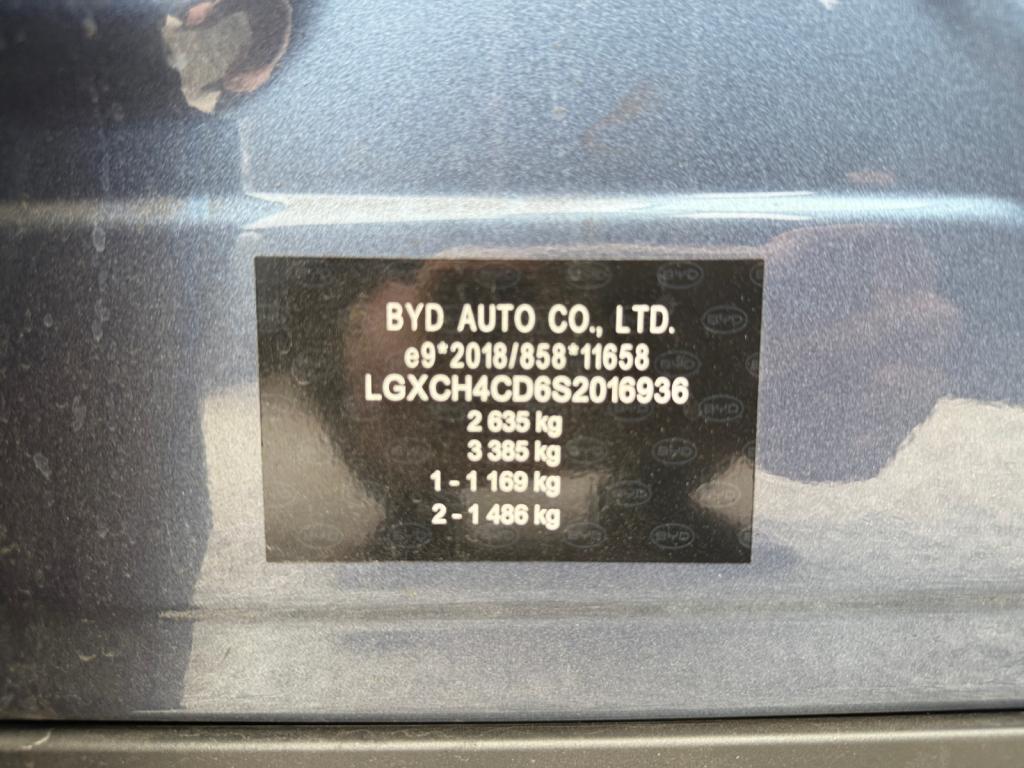 BYD AUTO CO., LTD.
e9*2018/858*11658
LGXCH4CD6S2016936
2 635 kg
3 385 kg
1 - 1 169 kg
2 - 1 486 kg